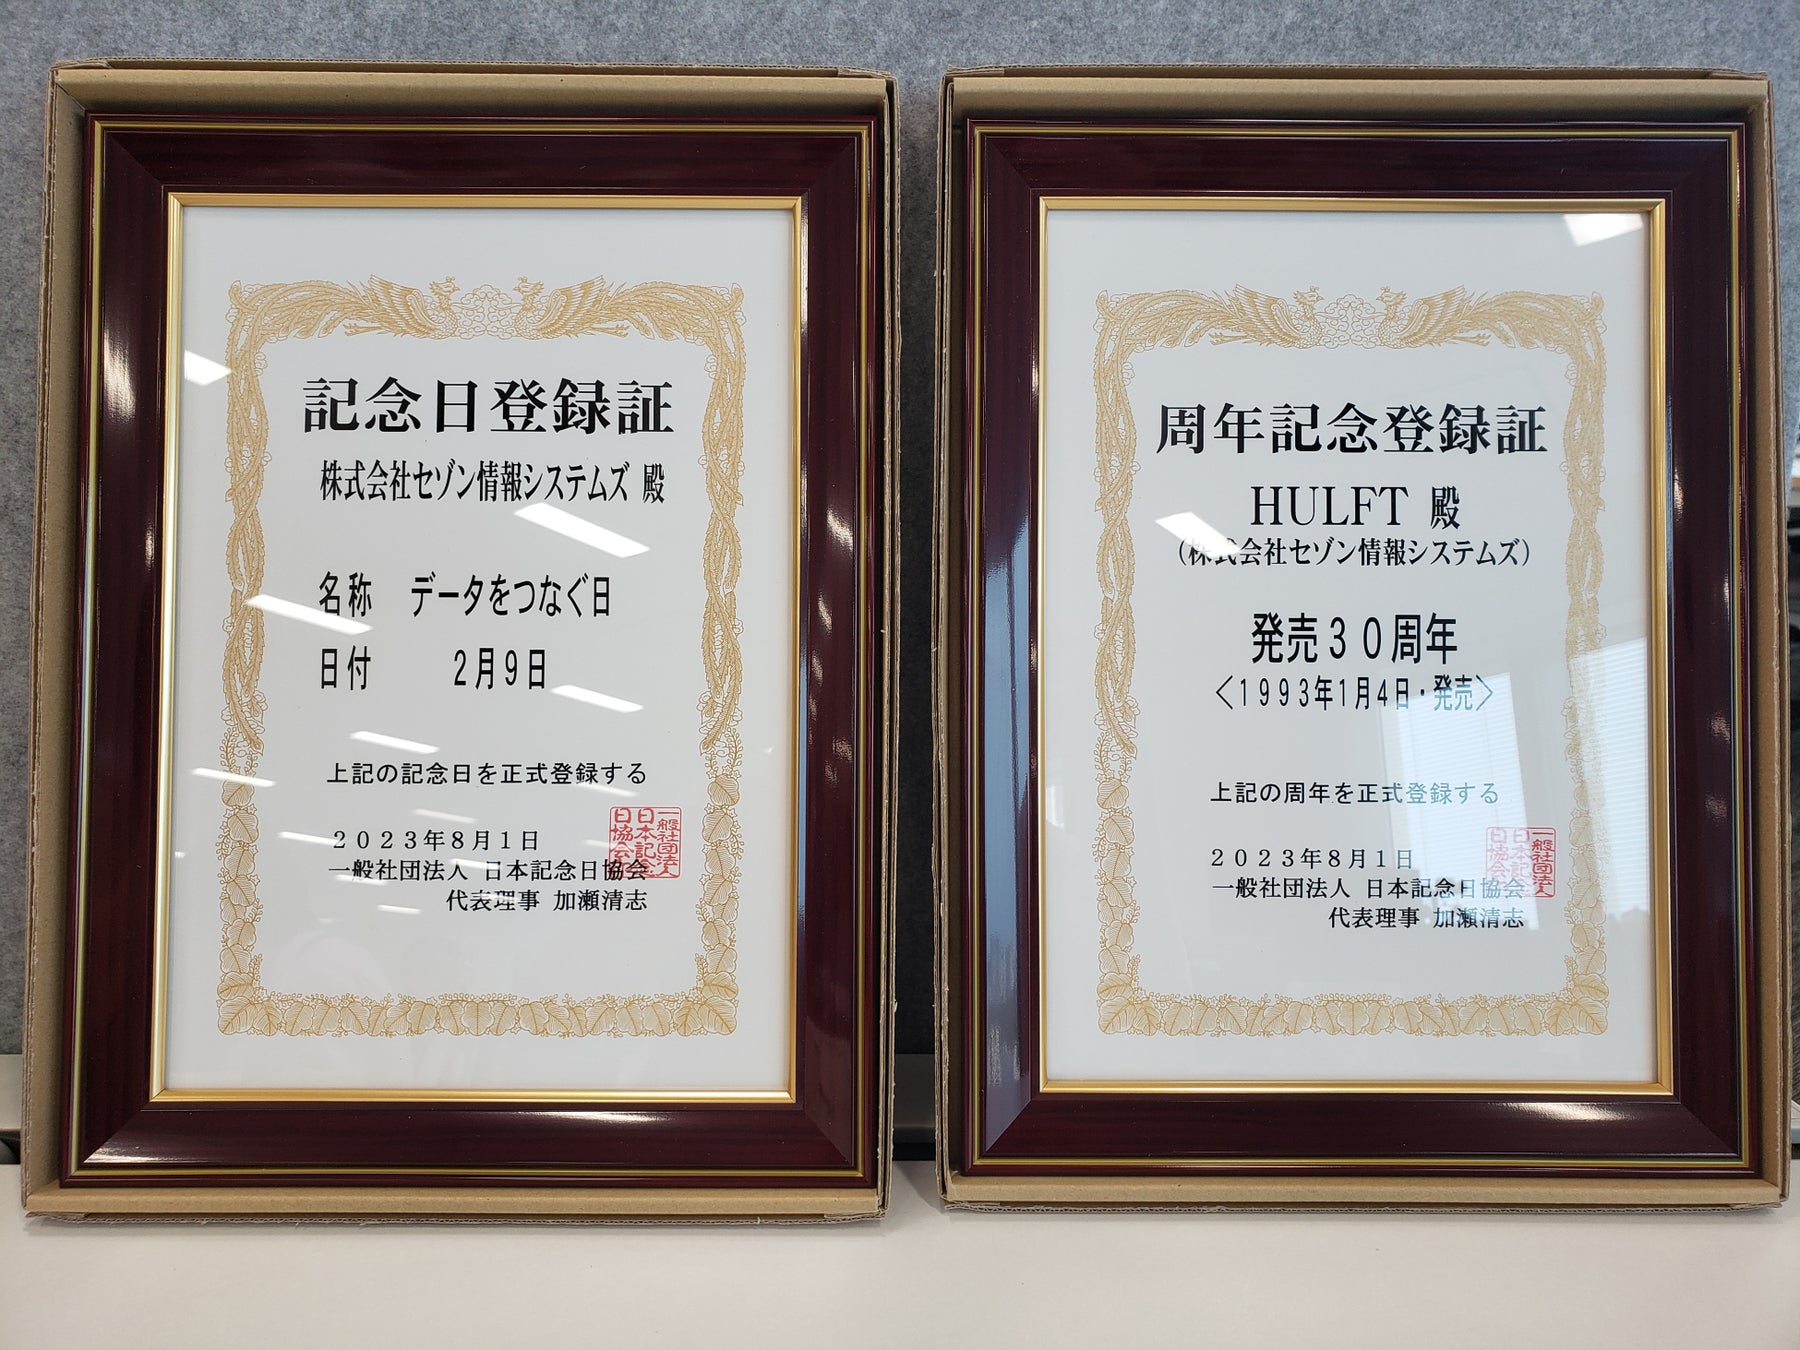 記念日登録証
株式会社セゾン情報システムズ 殿
名称 データをつなぐ日
日付 2月9日
上記の記念日を正式登録する
2023年8月1日
一般社団法人 日本記念日協会
代表理事 加瀬清志
一般社団法人
日本記念
日協会
周年記念登録証
HULFT 殿
(株式会社セゾン情報システムズ)
発売30周年
〈1993年1月4日・発売〉
上記の周年を正式登録する
2023年8月1日
一般社団法人 日本記念日協会
代表理事 加瀬清志
一般社団法人
日本記念
日協会